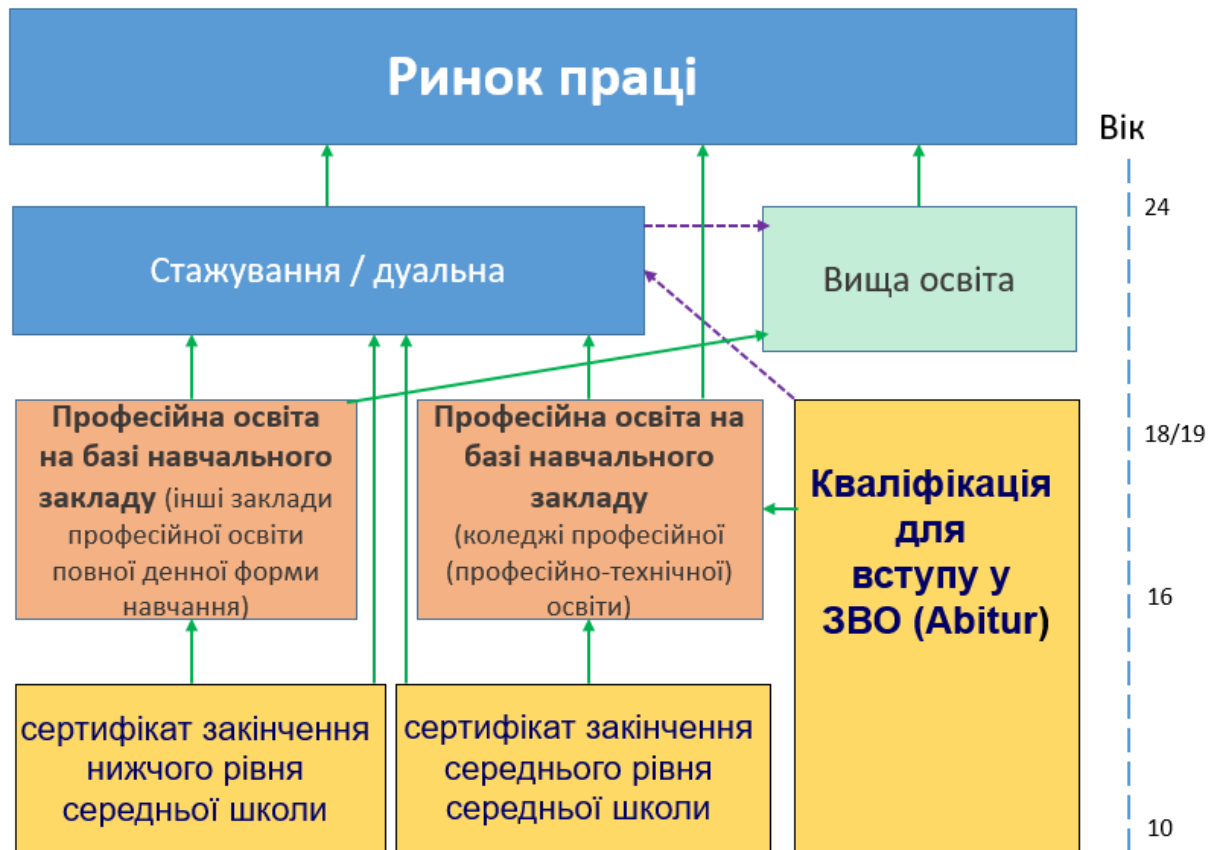 Ринок праці
Вік
24
Стажування / дуальна
Вища освіта
Професійна освіта
на базі навчального
закладу (інші заклади
професійної освіти
повної денної форми
навчання)
Професійна освіта на
базі навчального
закладу
(коледжі професійної
(професійно-технічної)
освіти)
Кваліфікація
для
вступу у
ЗВО (Abitur)
18/19
16
сертифікат закінчення
нижчого рівня
середньої школи
сертифікат закінчення
середнього рівня
середньої школи
10